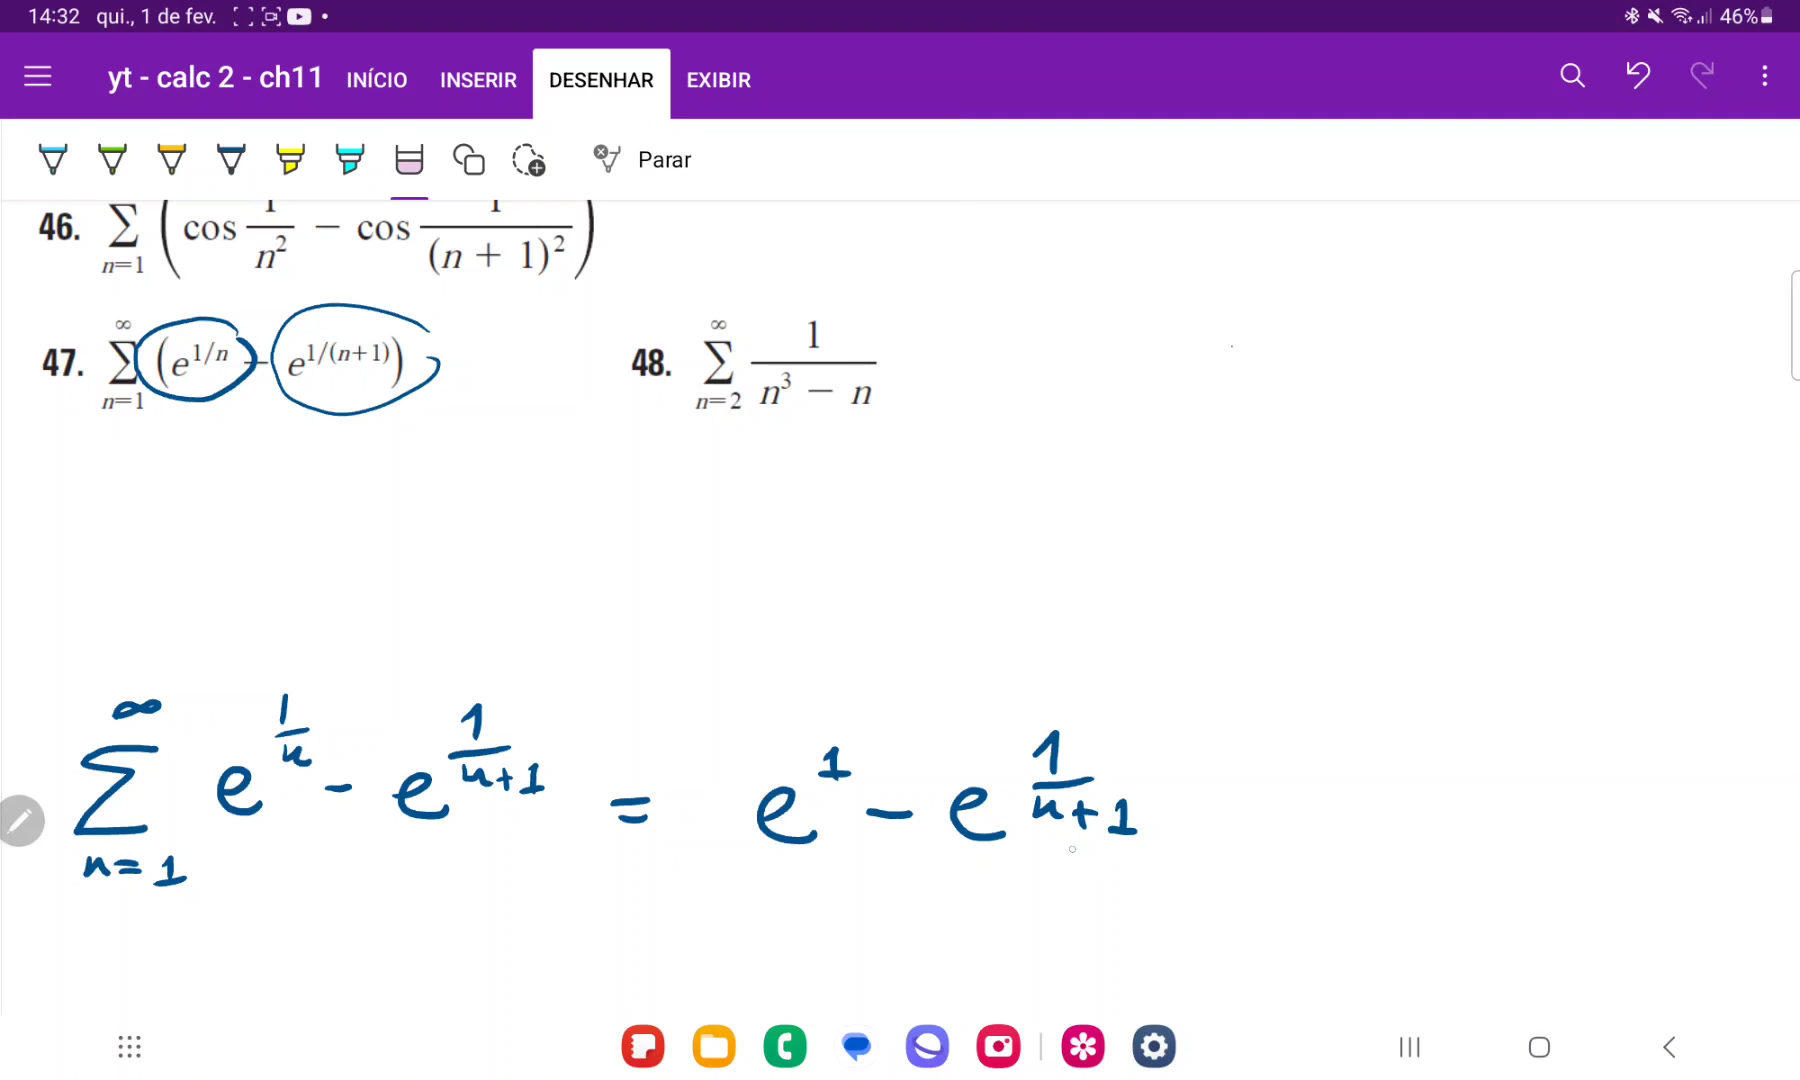 14:32 qui., 1 de fev. 46%
yt - calc 2 - ch11 INÍCIO INSERIR DESENHAR EXIBIR
Parar
46. ∑ n=1 (cos 1/n² − cos 1/(n + 1)²)
47. ∑ n=1 ∞ (e^{1/n} − e^{1/(n+1)}) 48. ∑ n=2 ∞ 1/(n³ − n)
∑ n=1 ∞ e^{1/n} - e^{1/(n+1)} = e^1 - e^{1/(n+1)}